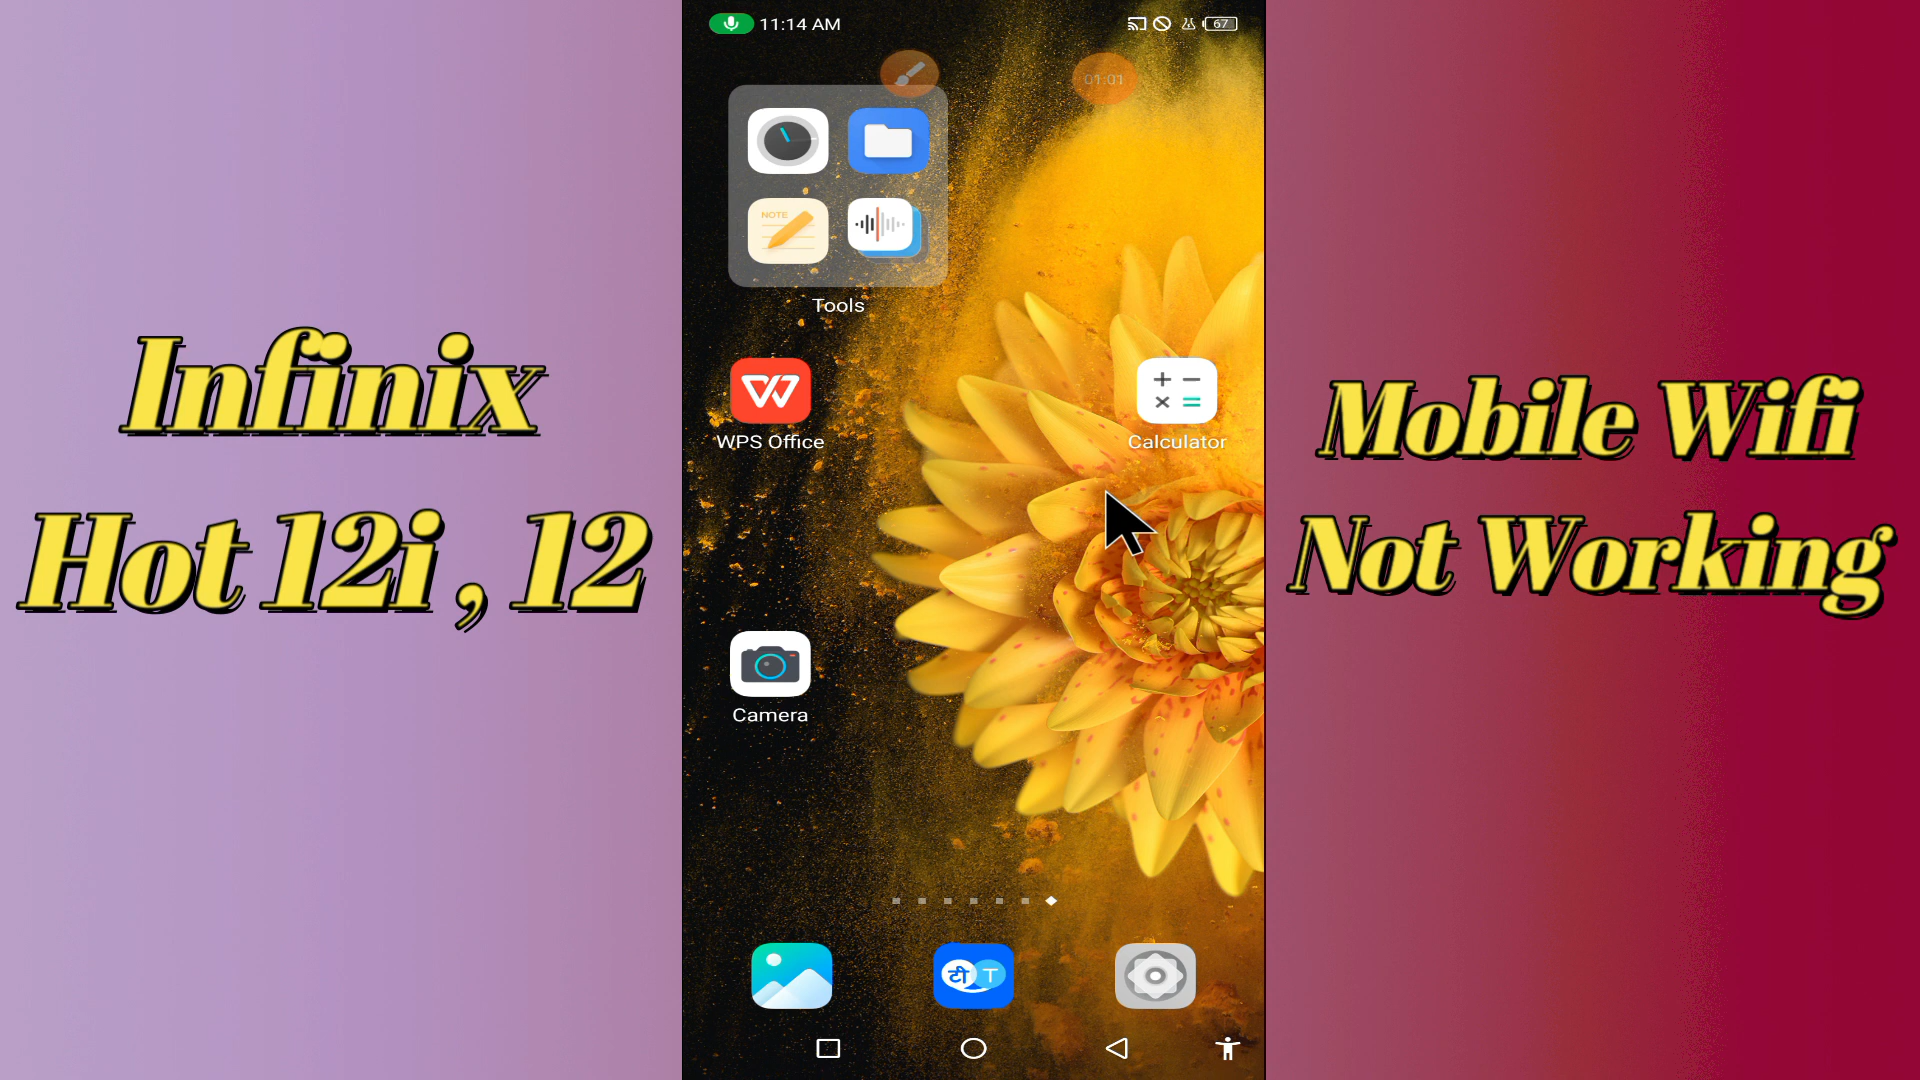 11:14 AM
67
01:01
NOTE
Tools
WPS Office
Calculator
Camera
टी T
Infinix
Hot 12i , 12
Mobile Wifi
Not Working